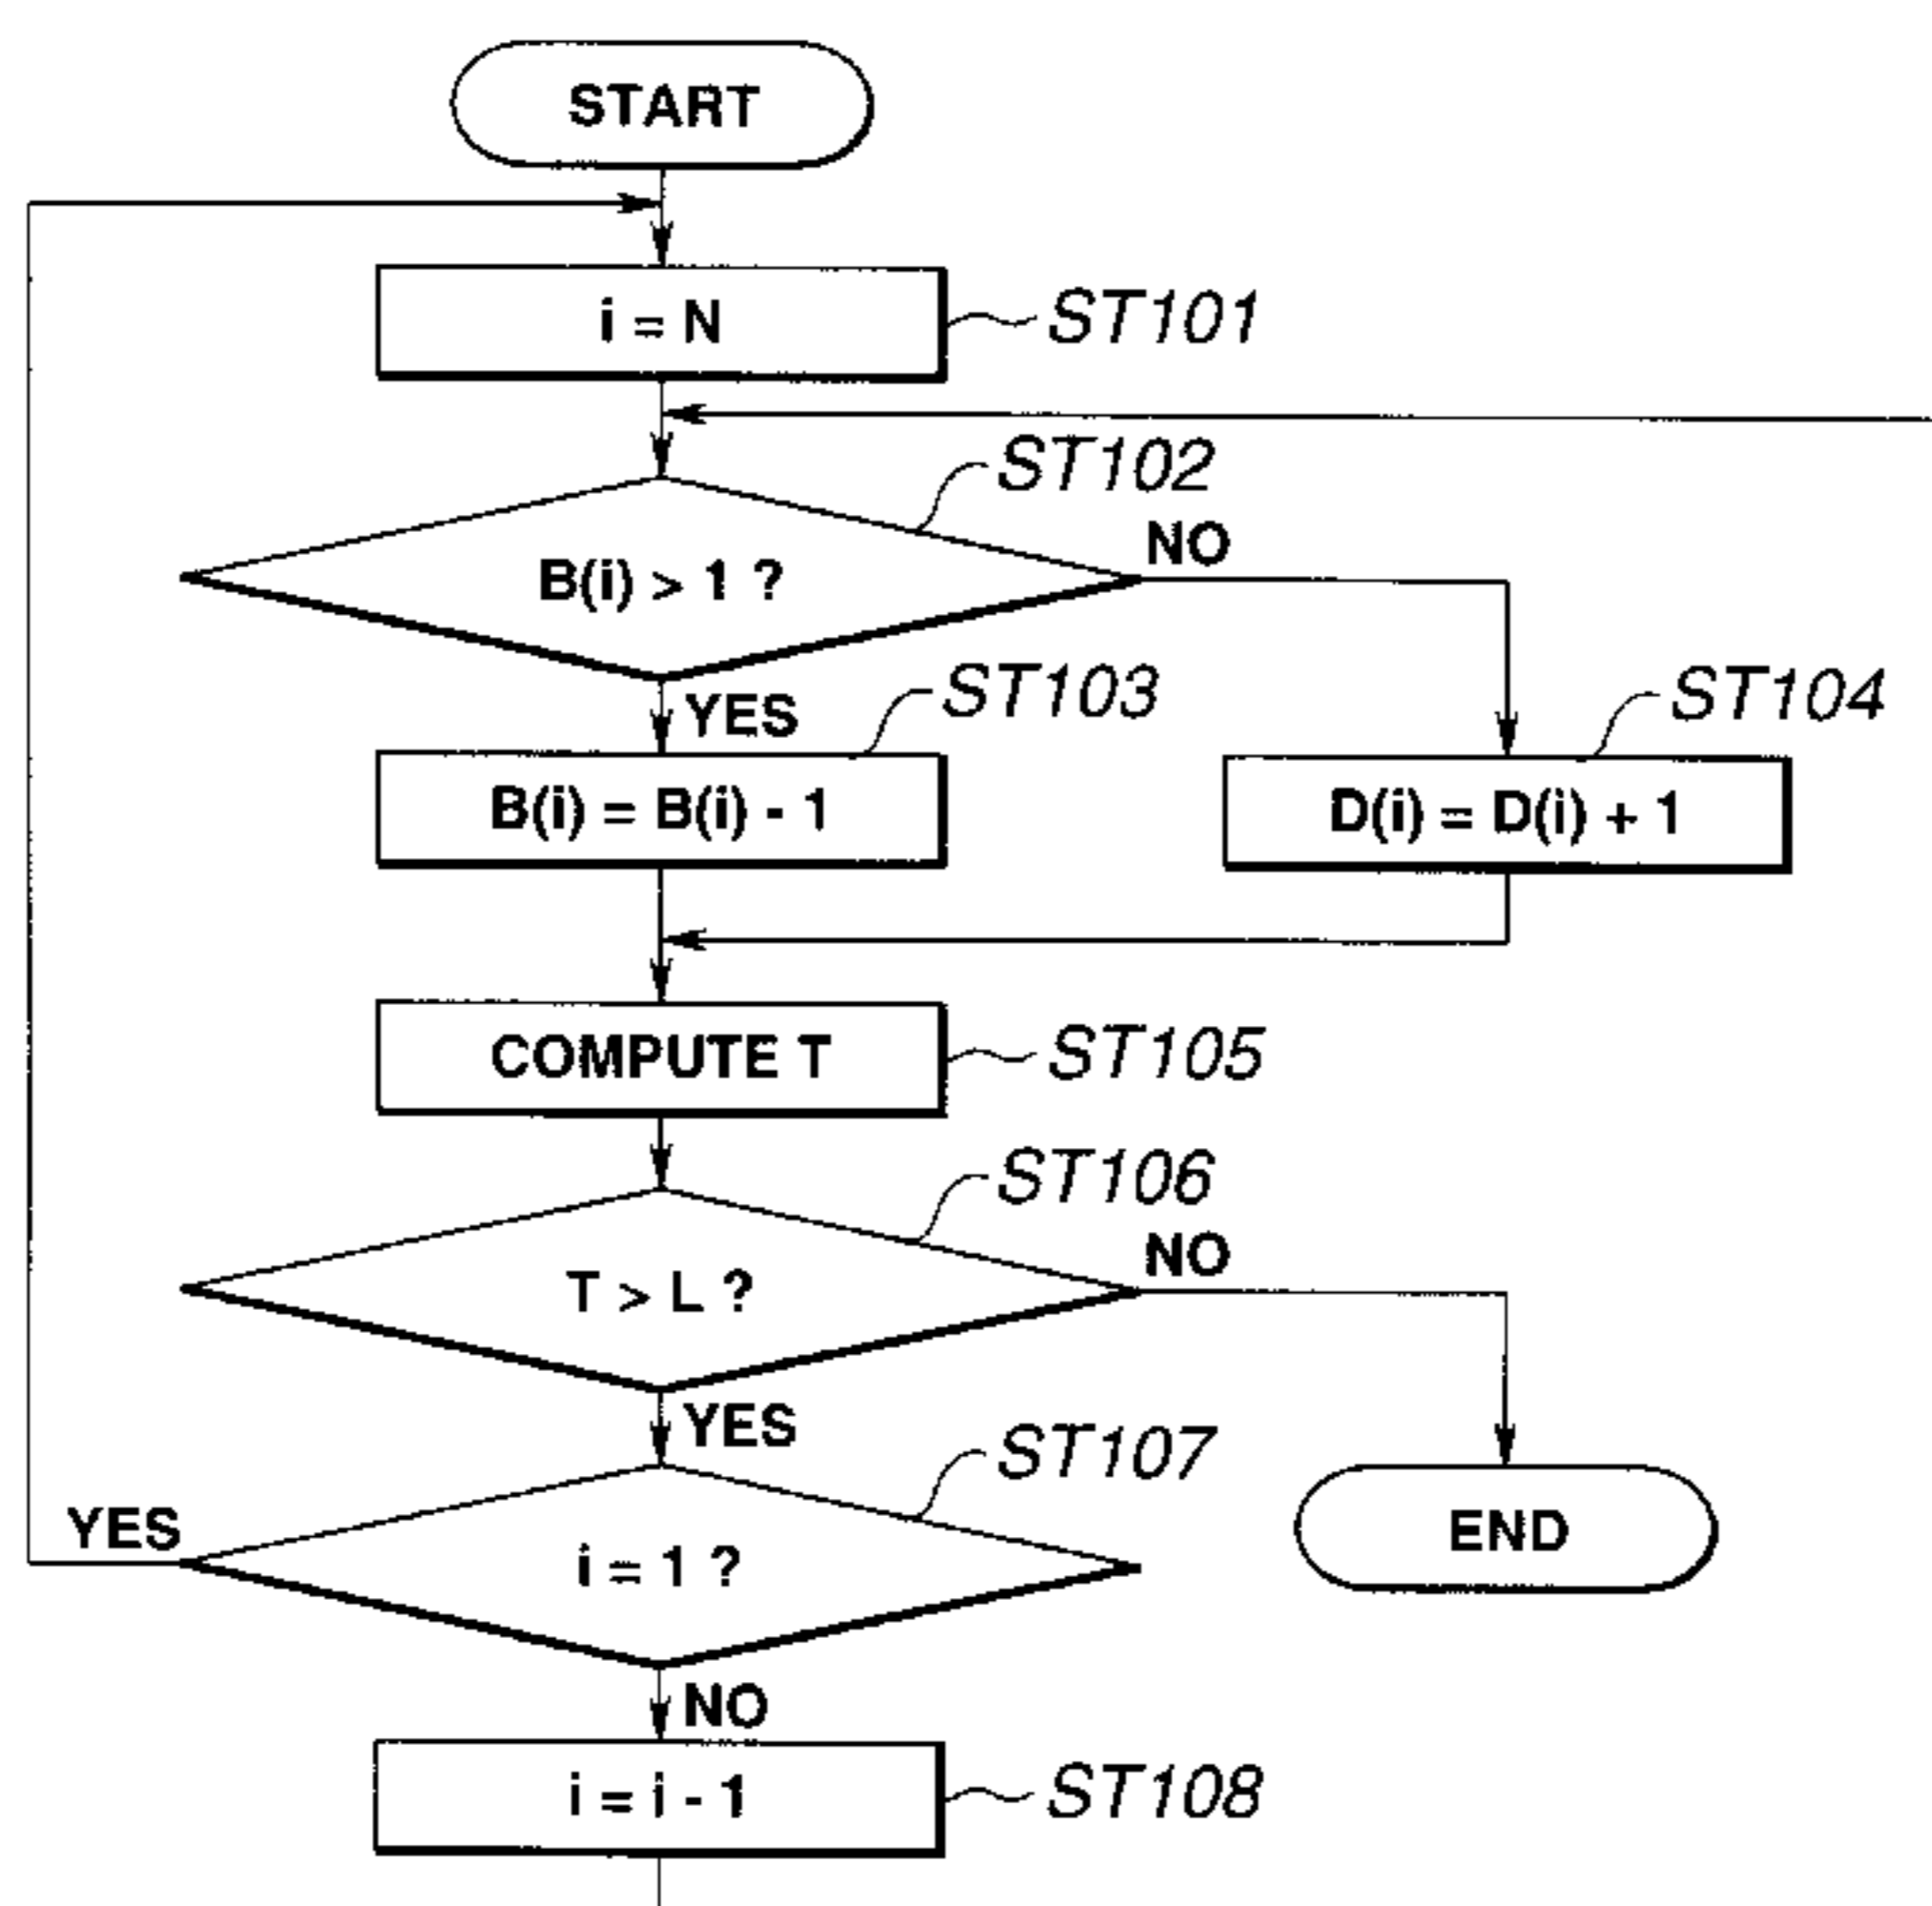 START
i = N
ST101
ST102
B(i) > 1 ?
NO
YES
ST103
ST104
B(i) = B(i) - 1
D(i) = D(i) + 1
COMPUTE T
ST105
ST106
T > L ?
NO
YES
ST107
YES
i = 1 ?
END
NO
i = i - 1
ST108